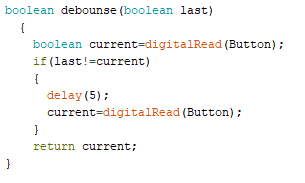 boolean debounse(boolean last)
{
boolean current=digitalRead(Button);
if(last!=current)
{
delay(5);
current=digitalRead(Button);
}
return current;
}